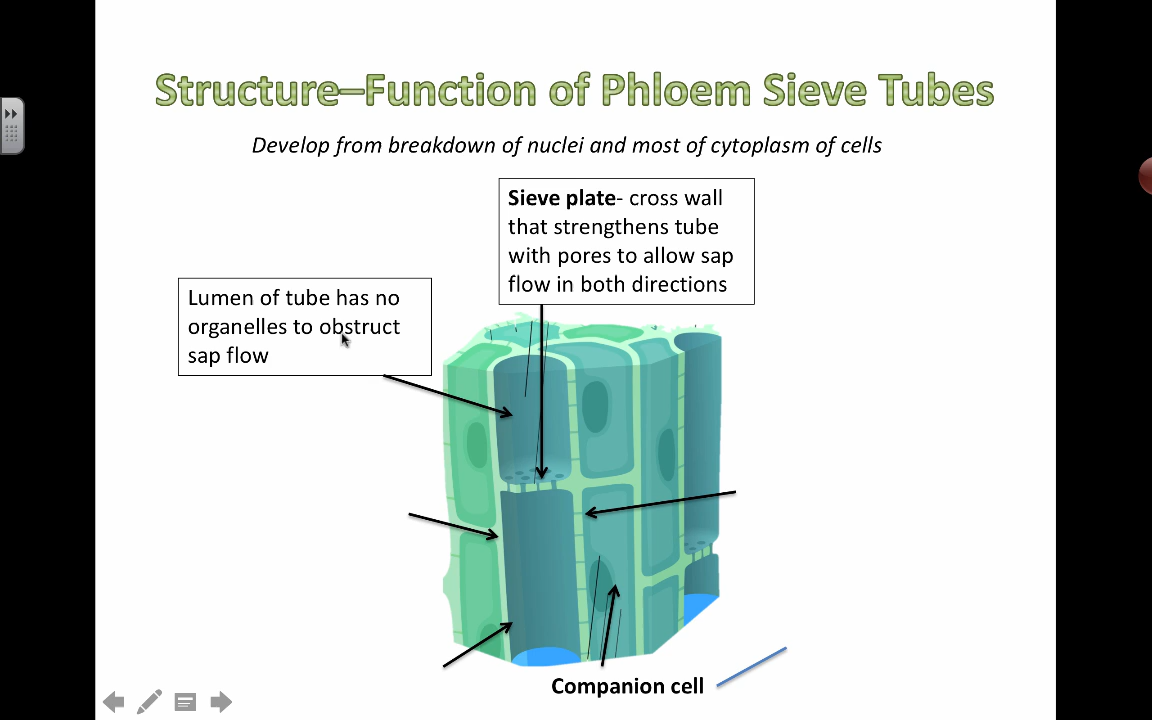 Structure–Function of Phloem Sieve Tubes
Develop from breakdown of nuclei and most of cytoplasm of cells
Sieve plate- cross wall
that strengthens tube
with pores to allow sap
flow in both directions
Lumen of tube has no
organelles to obstruct
sap flow
Companion cell